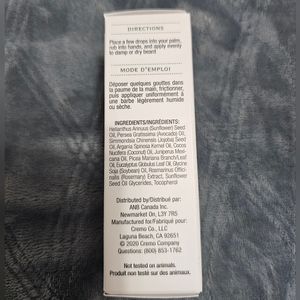 DIRECTIONS
Place a few drops into your palm,
rub into hands, and apply evenly
to damp or dry beard
MODE D'EMPLOI
Déposer quelques gouttes dans
la paume de la main, frictionner,
puis appliquer uniformément à
une barbe légèrement humide
ou sèche.
INGREDIENTS/INGRÉDIENTS:
Helianthus Annuus (Sunflower) Seed
Oil, Persea Gratissima (Avocado) Oil,
Simmondsia Chinensis (Jojoba) Seed
Oil, Argania Spinosa Kernel Oil, Cocos
Nucifera (Coconut) Oil, Juniperus Mexi-
cana Oil, Picea Mariana Branch/Leaf
Oil, Eucalyptus Globulus Leaf Oil, Glycine
Soja (Soybean) Oil, Rosmarinus Offici-
nalis (Rosemary) Extract, Sunflower
Seed Oil Glycerides, Tocopherol
Distributed by/Distribué par:
ANB Canada Inc.
Newmarket On, L3Y 7R5
Manufactured for/Fabriqué pour:
Cremo Co., LLC
Laguna Beach, CA 92651
© 2020 Cremo Company
Questions: (800) 853-1762
Not tested on animals.
Produit non testé sur des animaux.